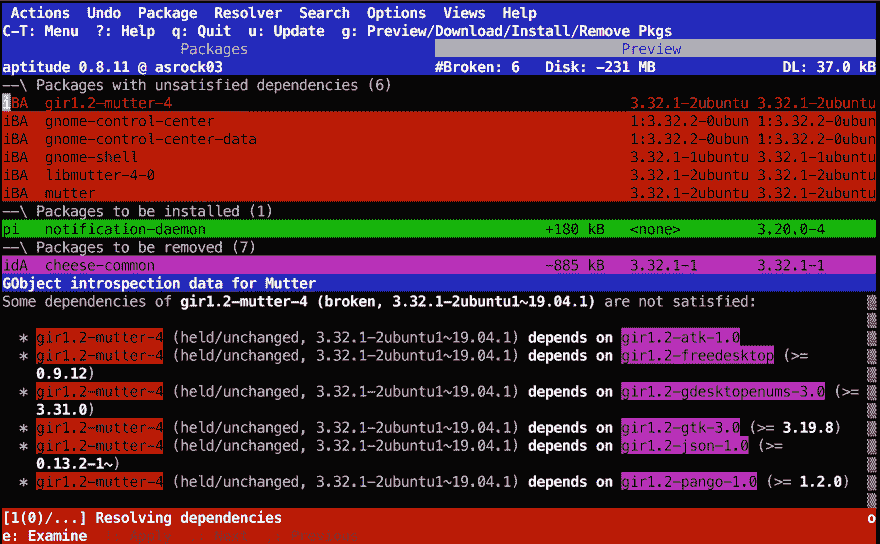 Actions  Undo  Package  Resolver  Search  Options  Views  Help
C-T: Menu  ?: Help  q: Quit  u: Update  g: Preview/Download/Install/Remove Pkgs
Packages Preview
aptitude 0.8.11 @ asrock03 #Broken: 6 Disk: -231 MB DL: 37.0 kB
--\ Packages with unsatisfied dependencies (6)
iBA gir1.2-mutter-4 3.32.1-2ubuntu 3.32.1-2ubuntu
iBA gnome-control-center 1:3.32.2-0ubun 1:3.32.2-0ubun
iBA gnome-control-center-data 1:3.32.2-0ubun 1:3.32.2-0ubun
iBA gnome-shell 3.32.1-1ubuntu 3.32.1-1ubuntu
iBA libmutter-4-0 3.32.1-2ubuntu 3.32.1-2ubuntu
iBA mutter 3.32.1-2ubuntu 3.32.1-2ubuntu
--\ Packages to be installed (1)
pi notification-daemon +180 kB <none> 3.20.0-4
--\ Packages to be removed (7)
idA cheese-common -885 kB 3.32.1-1 3.32.1-1
GObject introspection data for Mutter
Some dependencies of gir1.2-mutter-4 (broken, 3.32.1-2ubuntu1~19.04.1) are not satisfied:
* gir1.2-mutter-4 (held/unchanged, 3.32.1-2ubuntu1~19.04.1) depends on gir1.2-atk-1.0
* gir1.2-mutter-4 (held/unchanged, 3.32.1-2ubuntu1~19.04.1) depends on gir1.2-freedesktop (>=
0.9.12)
* gir1.2-mutter-4 (held/unchanged, 3.32.1-2ubuntu1~19.04.1) depends on gir1.2-gdesktopenums-3.0 (>=
3.31.0)
* gir1.2-mutter-4 (held/unchanged, 3.32.1-2ubuntu1~19.04.1) depends on gir1.2-gtk-3.0 (>= 3.19.8)
* gir1.2-mutter-4 (held/unchanged, 3.32.1-2ubuntu1~19.04.1) depends on gir1.2-json-1.0 (>=
0.13.2-1~)
* gir1.2-mutter-4 (held/unchanged, 3.32.1-2ubuntu1~19.04.1) depends on gir1.2-pango-1.0 (>= 1.2.0)
[1(0)/...] Resolving dependencies o
e: Examine